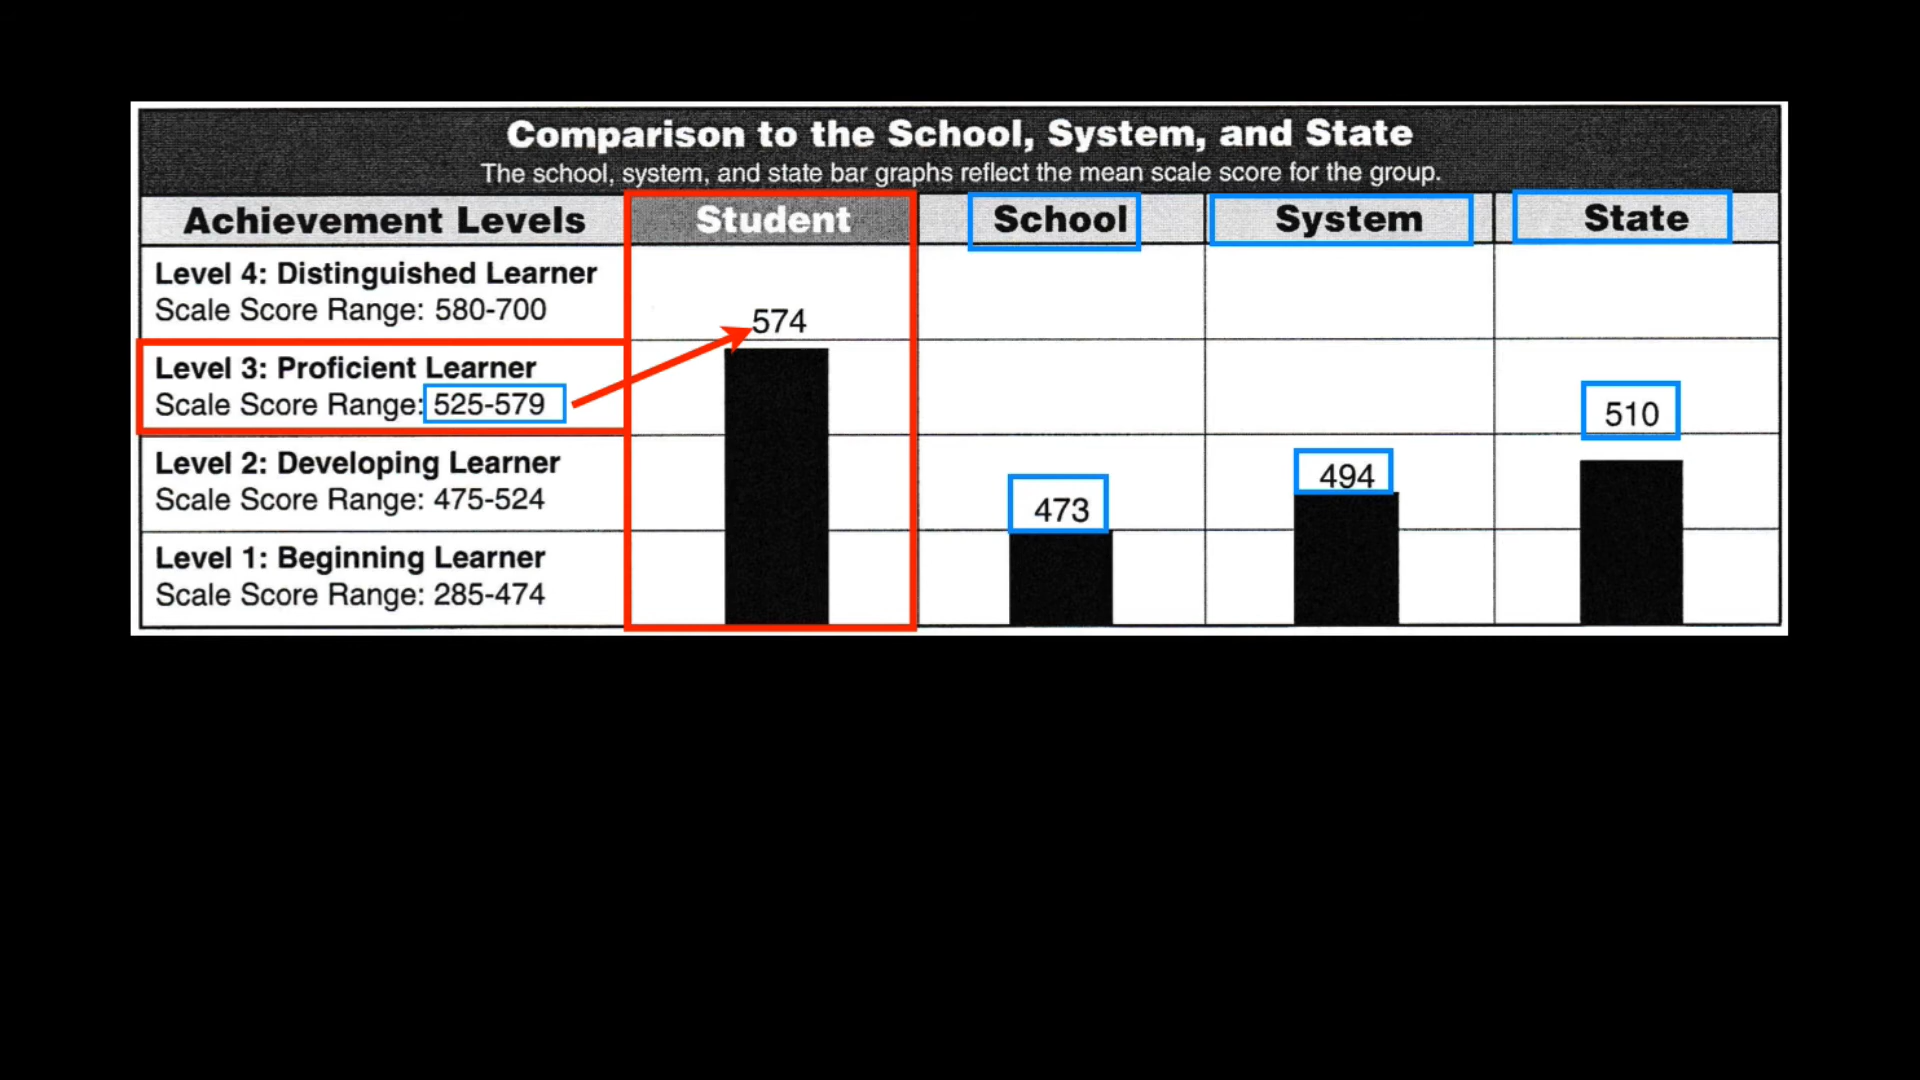 Comparison to the School, System, and State
The school, system, and state bar graphs reflect the mean scale score for the group.
Achievement Levels Student School System State
Level 4: Distinguished Learner
Scale Score Range: 580-700
574
Level 3: Proficient Learner
Scale Score Range: 525-579
510
Level 2: Developing Learner
Scale Score Range: 475-524
494
473
Level 1: Beginning Learner
Scale Score Range: 285-474